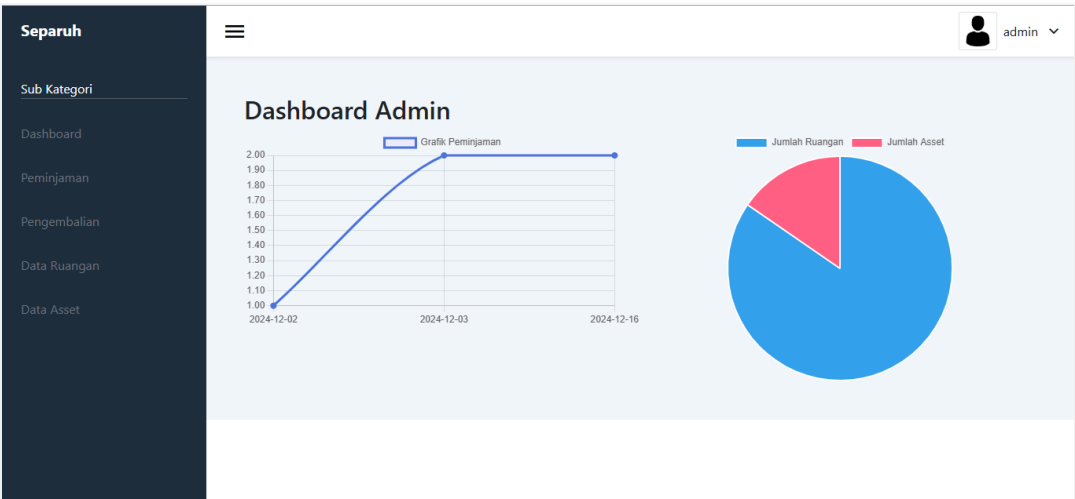 Separuh
admin
Sub Kategori
Dashboard
Peminjaman
Pengembalian
Data Ruangan
Data Asset
Dashboard Admin
Grafik Peminjaman
2.00
1.90
1.80
1.70
1.60
1.50
1.40
1.30
1.20
1.10
1.00
2024-12-02 2024-12-03 2024-12-16
Jumlah Ruangan Jumlah Asset